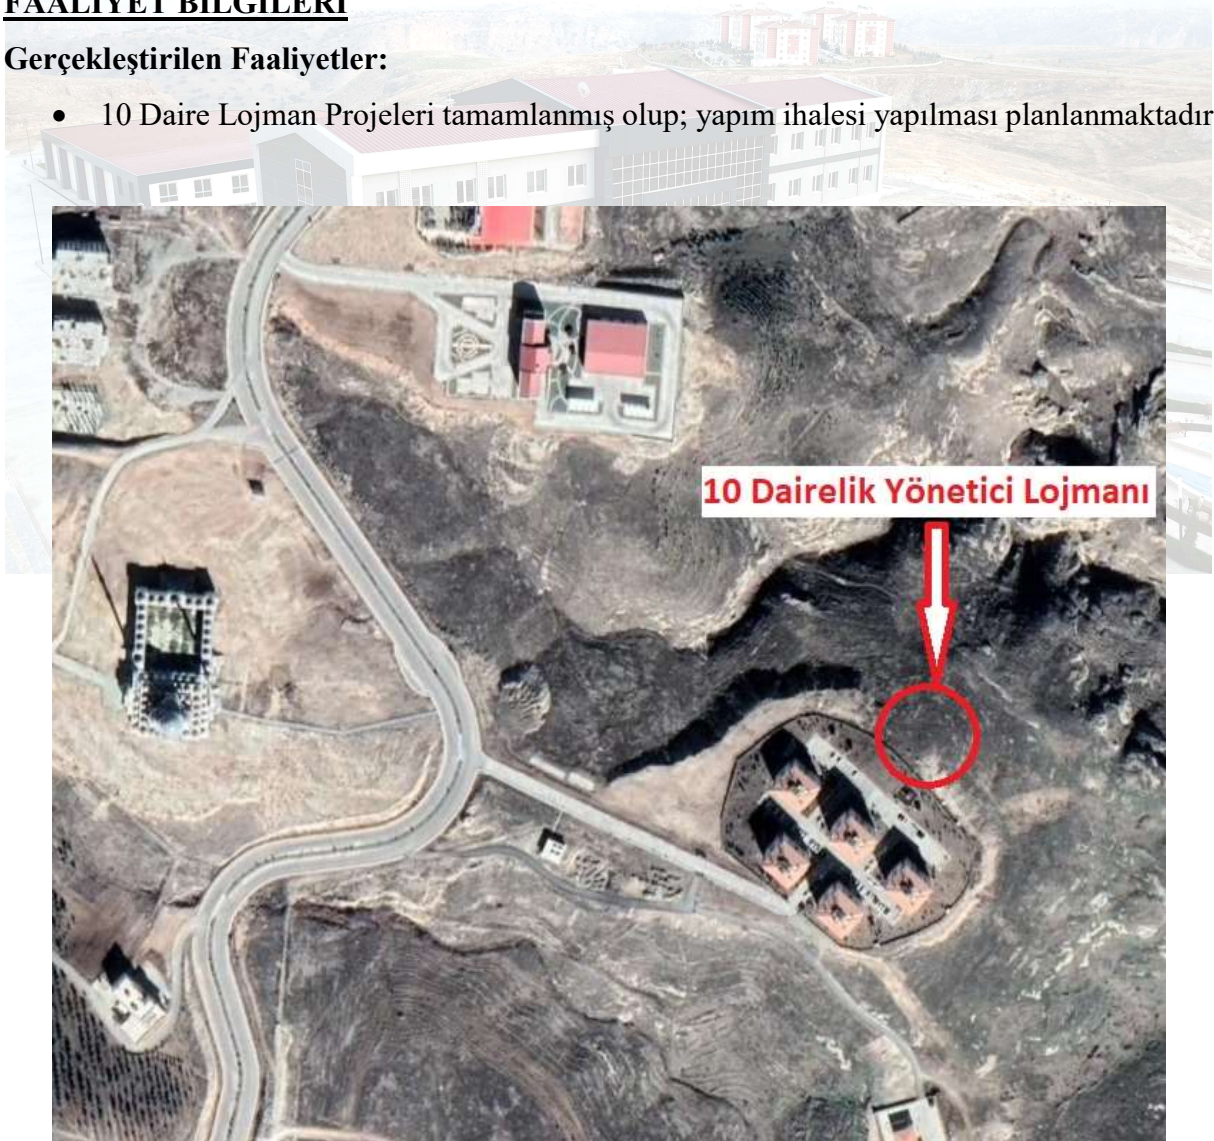 FAALİYET BİLGİLERİ
Gerçekleştirilen Faaliyetler:
• 10 Daire Lojman Projeleri tamamlanmış olup; yapım ihalesi yapılması planlanmaktadır
10 Dairelik Yönetici Lojmanı